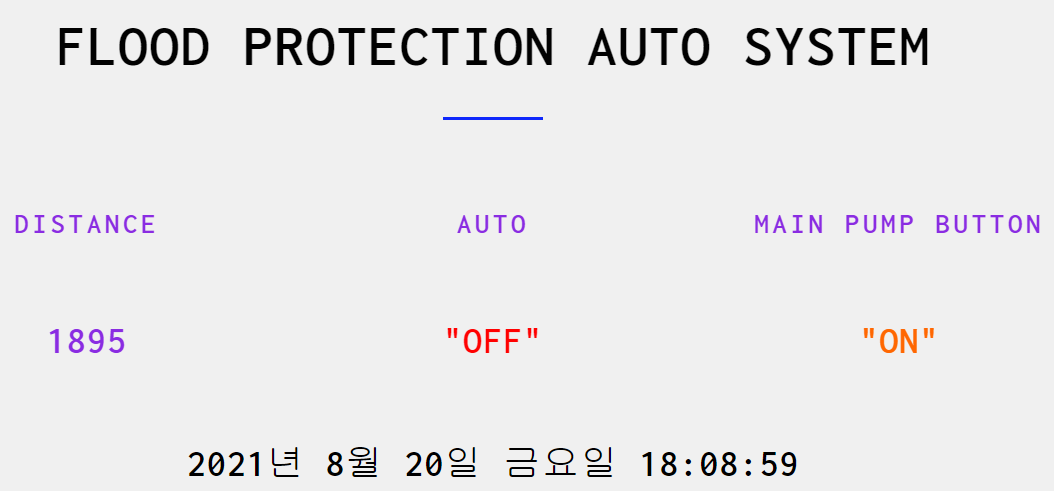 FLOOD PROTECTION AUTO SYSTEM
DISTANCE AUTO MAIN PUMP BUTTON
1895 "OFF" "ON"
2021년 8월 20일 금요일 18:08:59